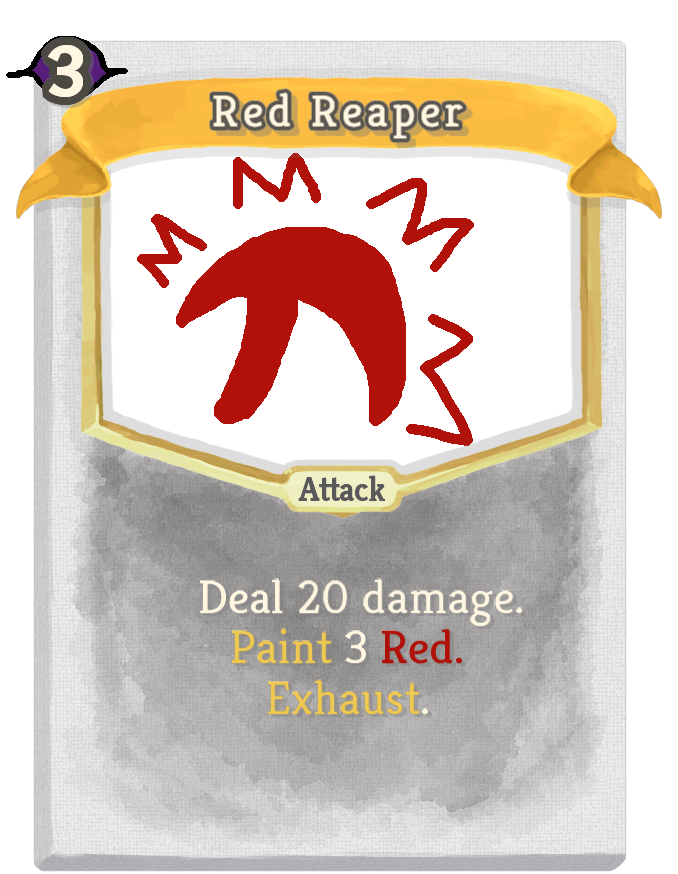 3
Red Reaper
Attack
Deal 20 damage.
Paint 3 Red.
Exhaust.